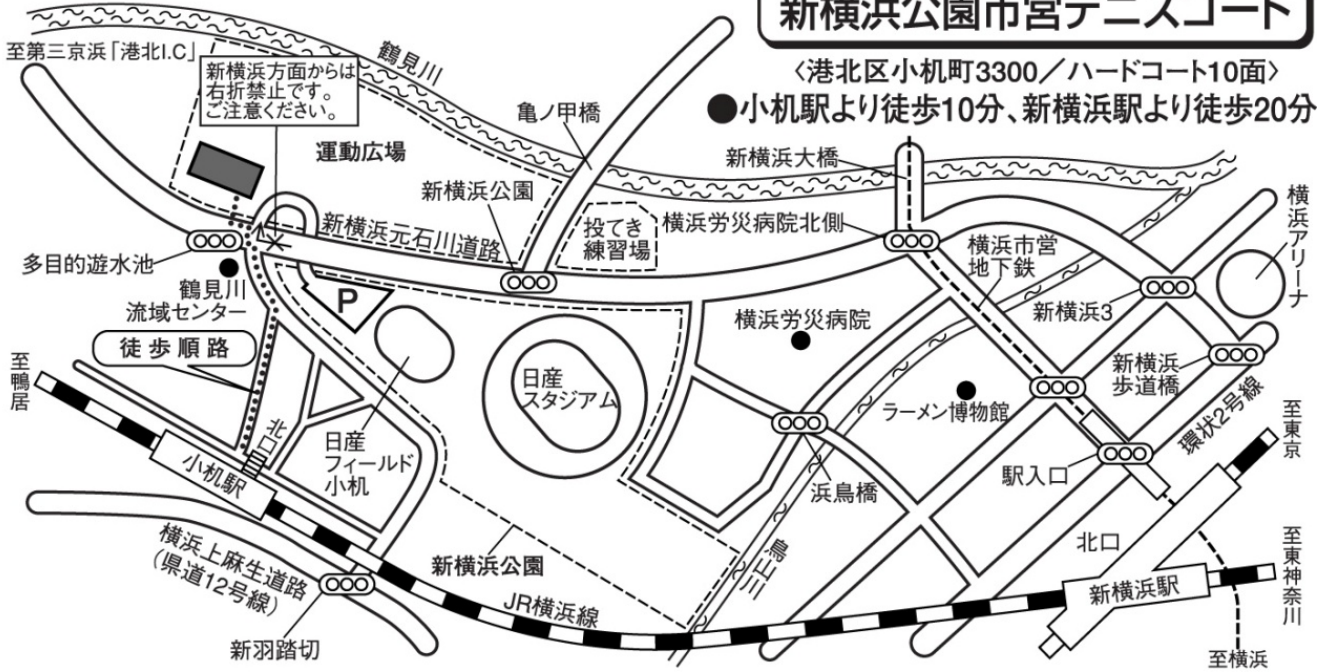 新横浜公園市営テニスコート
〈港北区小机町3300／ハードコート10面〉
●小机駅より徒歩10分、新横浜駅より徒歩20分
至第三京浜「港北I.C」
新横浜方面からは
右折禁止です。
ご注意ください。
鶴見川
亀ノ甲橋
運動広場
新横浜公園
新横浜大橋
新横浜元石川道路
投てき
練習場
横浜労災病院北側
横浜市営
地下鉄
横浜アリーナ
多目的遊水池
鶴見川
流域センター
P
新横浜3
横浜労災病院
徒歩順路
日産
スタジアム
新横浜
歩道橋
至鴨居
ラーメン博物館
環状2号線
至東京
北口
日産
フィールド
小机
小机駅
浜鳥橋
駅入口
横浜上麻生道路
(県道12号線)
新横浜公園
鳥山川
北口
至東神奈川
JR横浜線
新横浜駅
新羽踏切
至横浜